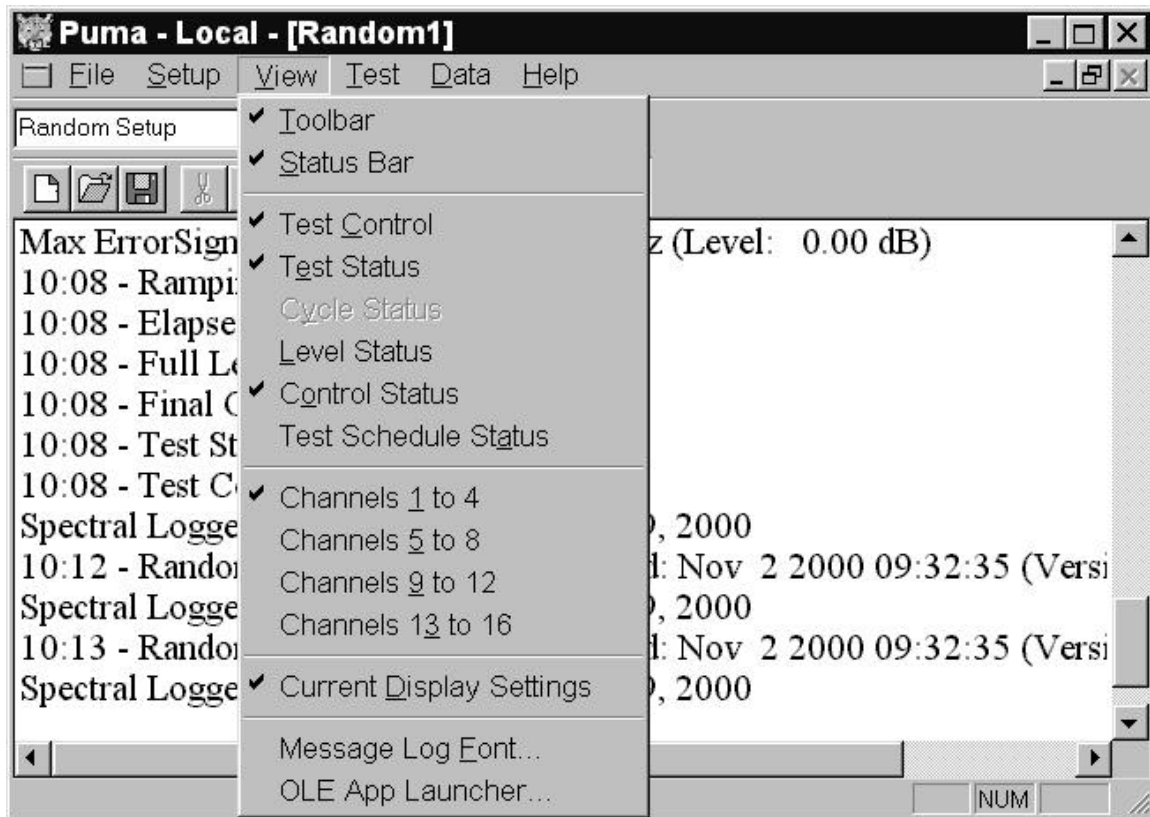 Puma - Local - [Random1]
File Setup View Test Data Help
Random Setup
Toolbar
Status Bar
Test Control
Test Status
Cycle Status
Level Status
Control Status
Test Schedule Status
Channels 1 to 4
Channels 5 to 8
Channels 9 to 12
Channels 13 to 16
Current Display Settings
Message Log Font...
OLE App Launcher...
Max ErrorSign z (Level: 0.00 dB)
10:08 - Rampi
10:08 - Elapse
10:08 - Full Le
10:08 - Final
10:08 - Test St
10:08 - Test C
Spectral Logge , 2000
10:12 - Rando d: Nov 2 2000 09:32:35 (Versi
Spectral Logge , 2000
10:13 - Rando d: Nov 2 2000 09:32:35 (Versi
Spectral Logge , 2000
NUM